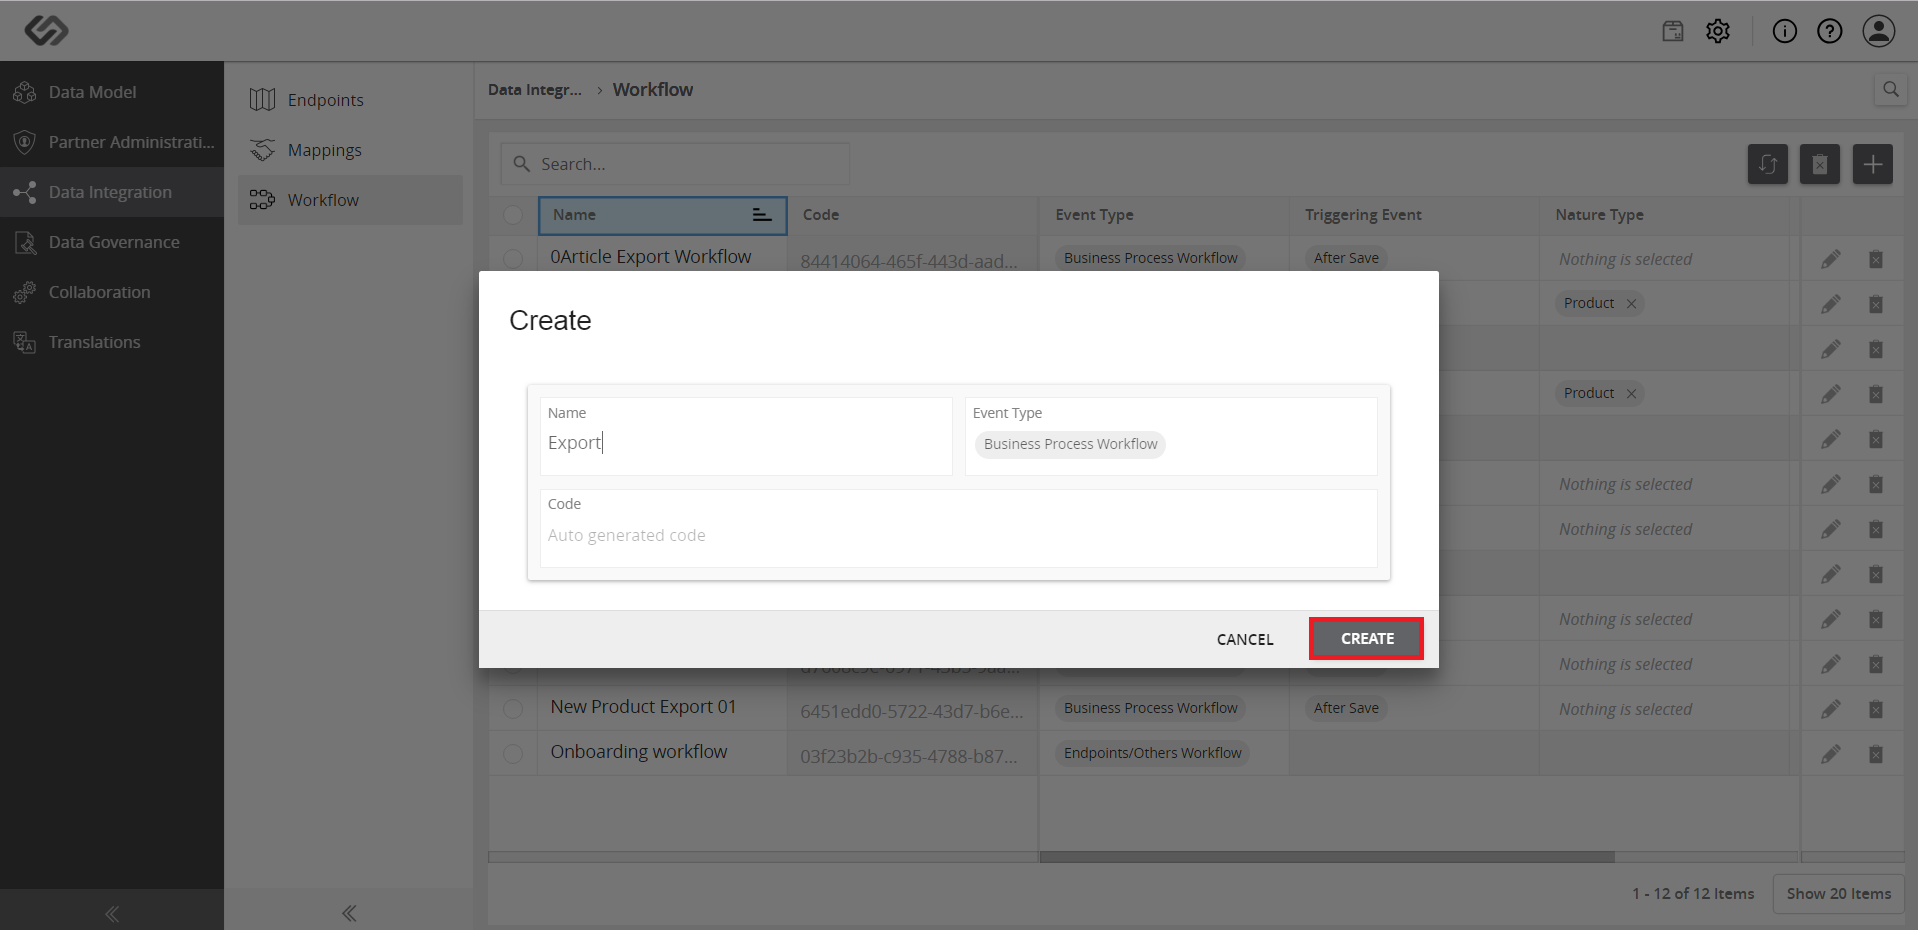 Data Model
Partner Administrati...
Data Integration
Data Governance
Collaboration
Translations
Endpoints
Mappings
Workflow
Data Integr... › Workflow
Search...
Name Code Event Type Triggering Event Nature Type
0Article Export Workflow 84414064-465f-443d-aad... Business Process Workflow After Save Nothing is selected
Product
Product
Nothing is selected
Nothing is selected
Nothing is selected
Nothing is selected
Create
Name
Export
Event Type
Business Process Workflow
Code
Auto generated code
CANCEL CREATE
New Product Export 01 6451edd0-5722-43d7-b6e... Business Process Workflow After Save Nothing is selected
Onboarding workflow 03f23b2b-c935-4788-b87... Endpoints/Others Workflow
1 - 12 of 12 Items Show 20 Items